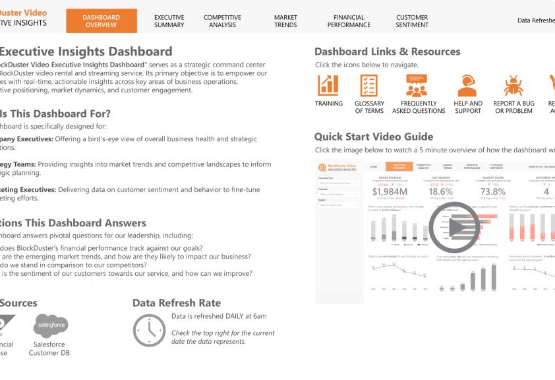 Duster Video
IVE INSIGHTS
DASHBOARD
OVERVIEW
EXECUTIVE
SUMMARY
COMPETITIVE
ANALYSIS
MARKET
TRENDS
FINANCIAL
PERFORMANCE
CUSTOMER
SENTIMENT
Data Refreshe
Executive Insights Dashboard
ockDuster Video Executive Insights Dashboard" serves as a strategic command center
BlockDuster video rental and streaming service. Its primary objective is to empower our
es with real-time, actionable insights across key areas of business operations,
tive positioning, market dynamics, and customer engagement.
Is This Dashboard For?
shboard is specifically designed for:
pany Executives: Offering a bird's-eye view of overall business health and strategic
tions.
egy Teams: Providing insights into market trends and competitive landscapes to inform
egic planning.
keting Executives: Delivering data on customer sentiment and behavior to fine-tune
eting efforts.
tions This Dashboard Answers
hboard answers pivotal questions for our leadership, including:
does BlockDuster's financial performance track against our goals?
are the emerging market trends, and how are they likely to impact our business?
do we stand in comparison to our competitors?
is the sentiment of our customers towards our service, and how can we improve?
Sources
ncial
se
salesforce
Salesforce
Customer DB
Data Refresh Rate
Data is refreshed DAILY at 6am
Check the top right for the current
date the data represents.
Dashboard Links & Resources
Click the icons below to navigate.
TRAINING
GLOSSARY
OF TERMS
FREQUENTLY
ASKED QUESTIONS
HELP AND
SUPPORT
REPORT A BUG
OR PROBLEM
RE
A
Quick Start Video Guide
Click the image below to watch a 5 minute overview of how the dashboard wo
BlockDuster Video
$1,984M
18.6%
73.8%
4